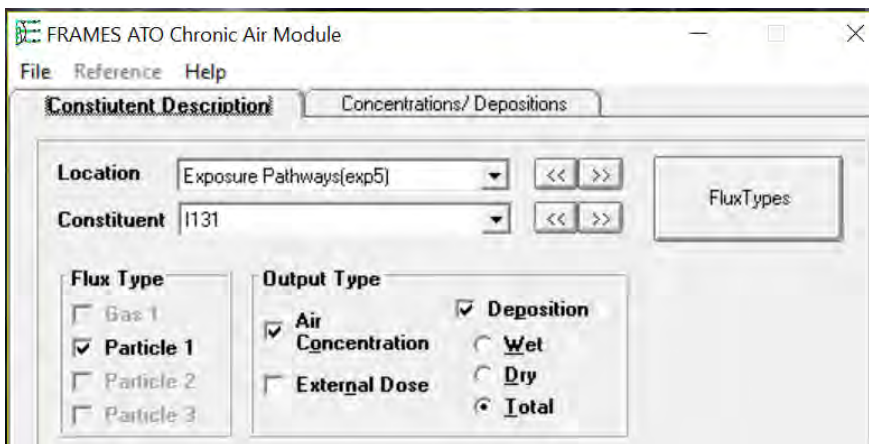 FRAMES ATO Chronic Air Module
File Reference Help
Constiutent Description
Concentrations/ Depositions
Location
Exposure Pathways(exp5)
<< >>
FluxTypes
Constituent
I131
<< >>
Flux Type
Gas 1
Particle 1
Particle 2
Particle 3
Output Type
Air
Concentration
External Dose
Deposition
Wet
Dry
Total